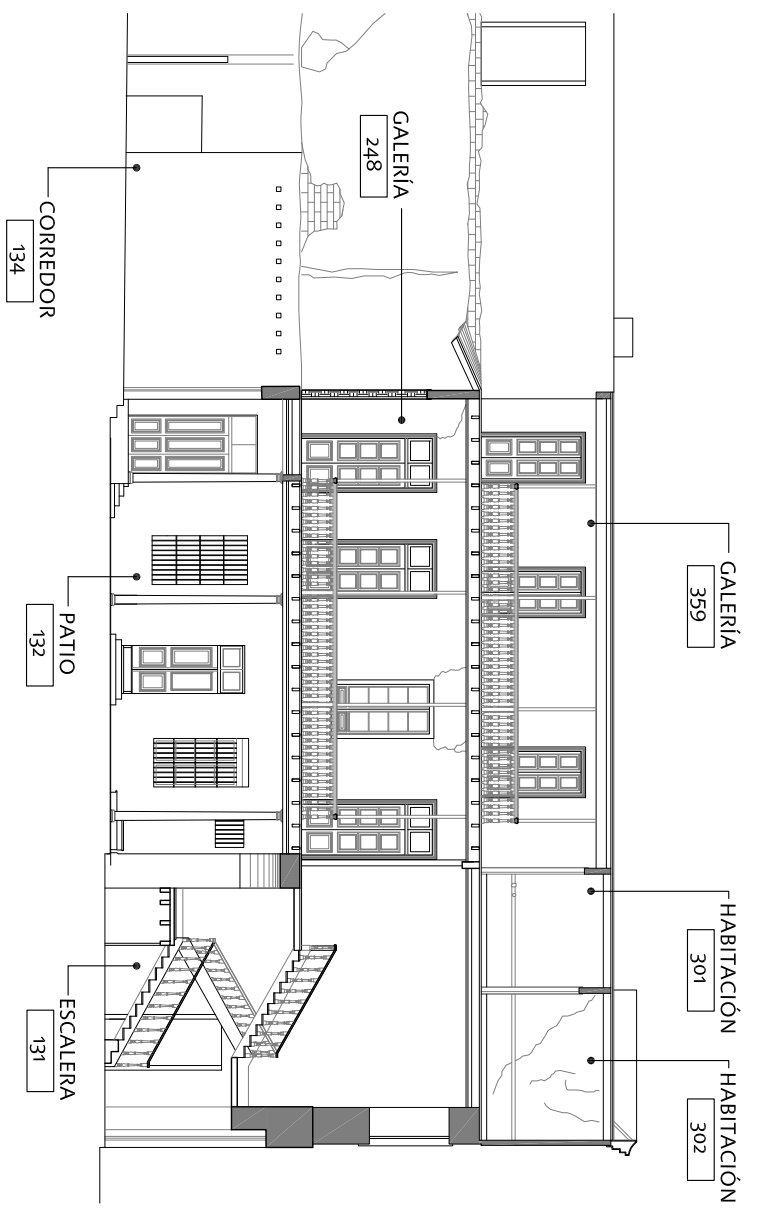 GALERÍA
359
HABITACIÓN
301
HABITACIÓN
302
GALERÍA
248
CORREDOR
134
PATIO
132
ESCALERA
131